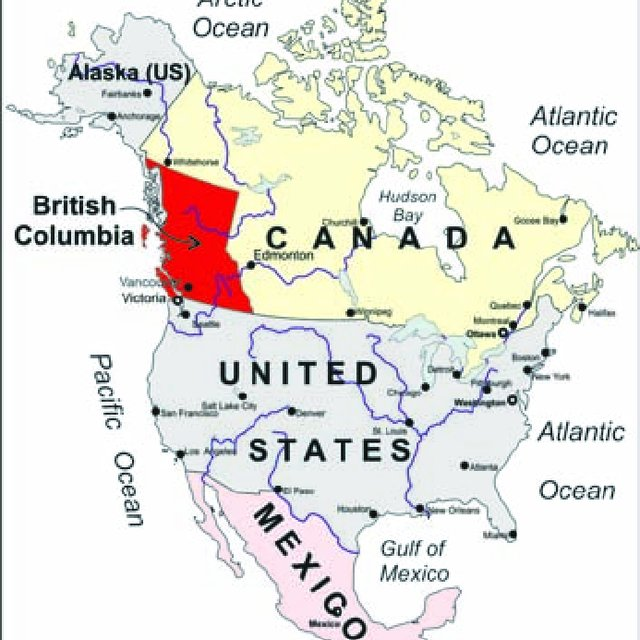 Arctic
Ocean
Alaska (US)
Fairbanks
Anchorage
Atlantic
Ocean
Whitehorse
Hudson
Bay
British
Columbia
Churchill
Goose Bay
CANADA
Edmonton
Vancou
Victoria
Seattle
Winnipeg
Quebec
Montreal
Ottawa
Halifax
Boston
Detroit
New York
Pittsburgh
Chicago
Washington
UNITED
Salt Lake City
San Francisco
Denver
St. Louis
Pacific Ocean
Atlantic
Ocean
Los Angeles
STATES
Atlanta
El Paso
Houston
New Orleans
Miami
MEXICO
Gulf of
Mexico
Mexico